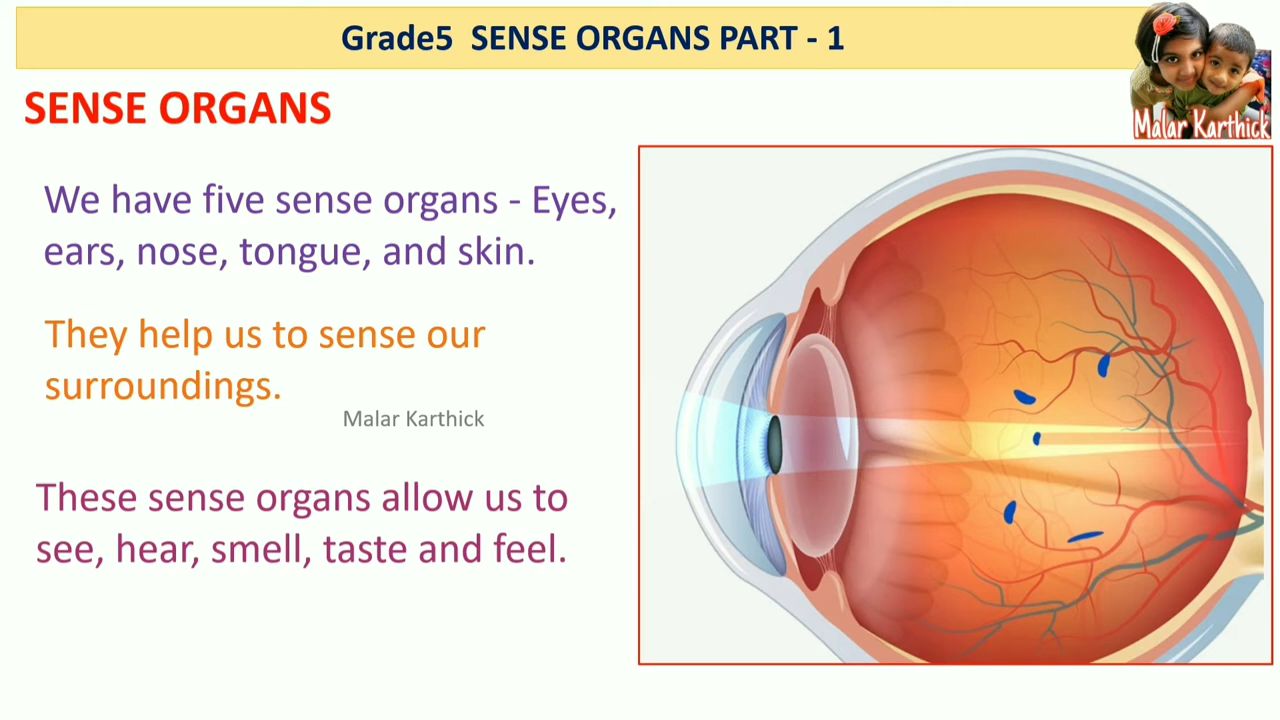 Grade5 SENSE ORGANS PART - 1
Malar Karthick
SENSE ORGANS
We have five sense organs - Eyes,
ears, nose, tongue, and skin.
They help us to sense our
surroundings.
Malar Karthick
These sense organs allow us to
see, hear, smell, taste and feel.